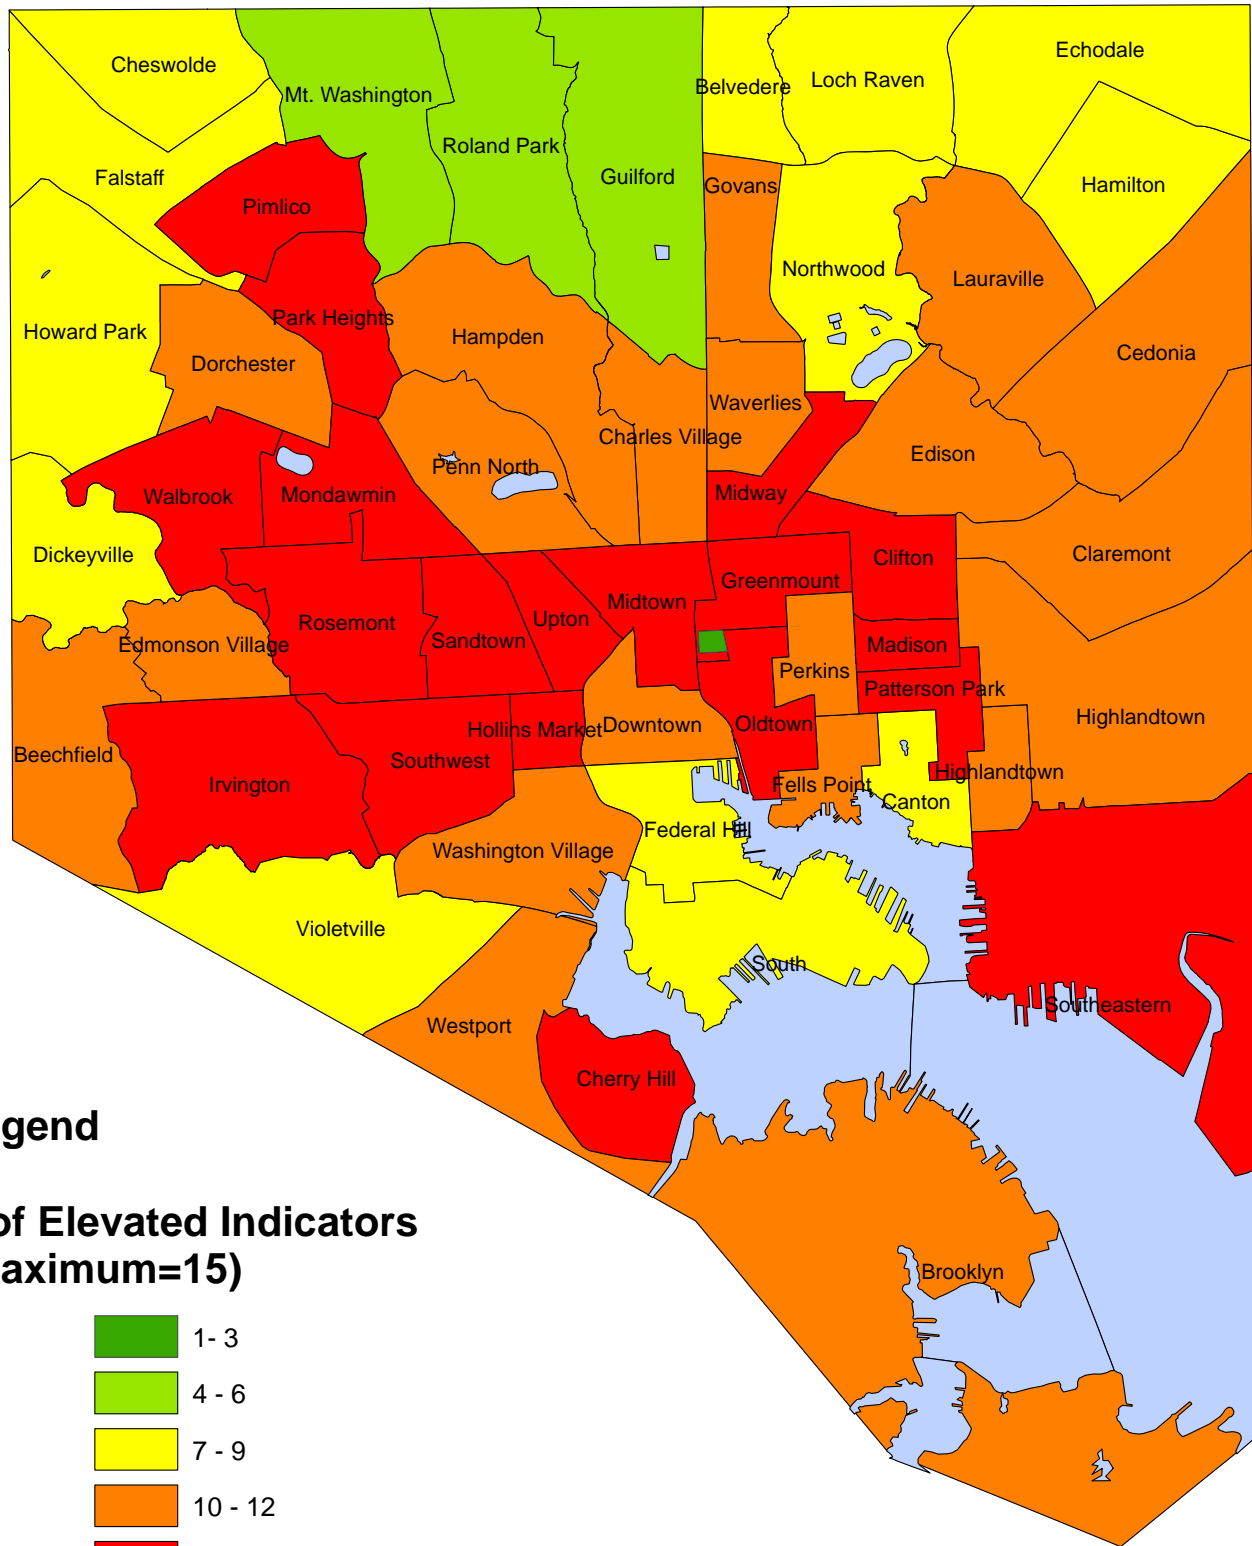 Cheswolde
Mt. Washington
Roland Park
Guilford
Belvedere
Loch Raven
Echodale
Falstaff
Pimlico
Govans
Hamilton
Northwood
Lauraville
Howard Park
Park Heights
Dorchester
Hampden
Cedonia
Waverlies
Charles Village
Edison
Penn North
Walbrook
Mondawmin
Midway
Dickeyville
Clifton
Claremont
Greenmount
Midtown
Upton
Rosemont
Sandtown
Edmonson Village
Madison
Perkins
Patterson Park
Highlandtown
Hollins Market
Downtown
Oldtown
Beechfield
Southwest
Irvington
Highlandtown
Fells Point
Canton
Federal Hill
Washington Village
Violetville
South
Southeastern
Westport
Cherry Hill
Brooklyn
gend
of Elevated Indicators
aximum=15)
1- 3
4 - 6
7 - 9
10 - 12